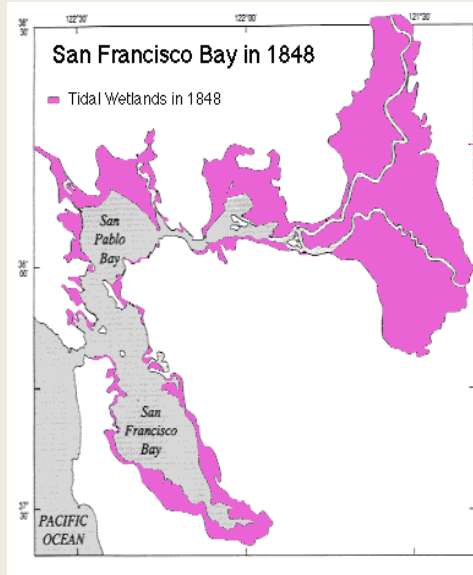 122°30'
122°00'
121°30'
San Francisco Bay in 1848
Tidal Wetlands in 1848
San
Pablo
Bay
San
Francisco
Bay
PACIFIC
OCEAN